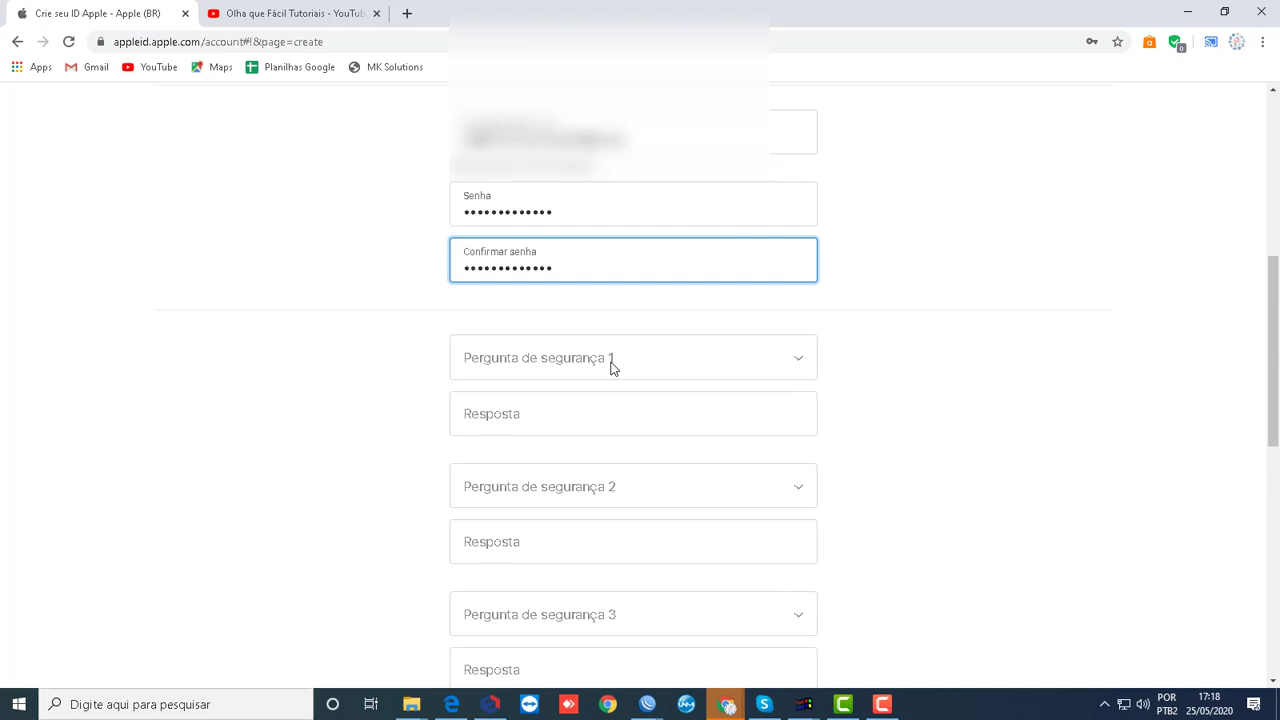 Crie seu ID Apple - Apple (BR)
Olha que Fácil Tutoriais - YouTub
appleid.apple.com/account#!&page=create
Apps
Gmail
YouTube
Maps
Planilhas Google
MK Solutions
Senha
•••••••••••••
Confirmar senha
•••••••••••••
Pergunta de segurança 1
Resposta
Pergunta de segurança 2
Resposta
Pergunta de segurança 3
Resposta
Digite aqui para pesquisar
POR
PTB2
17:18
25/05/2020